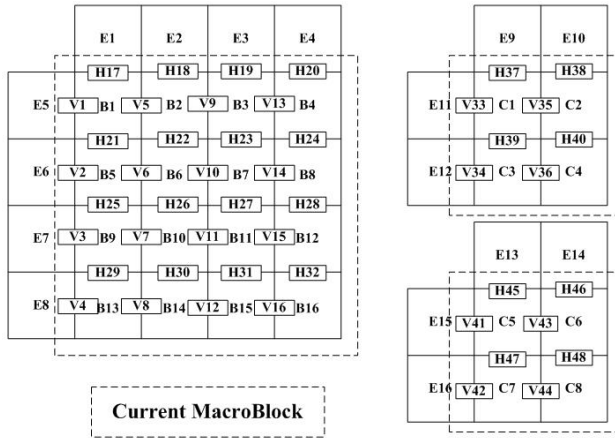 E1 E2 E3 E4
H17 H18 H19 H20
E5 V1 B1 V5 B2 V9 B3 V13 B4
H21 H22 H23 H24
E6 V2 B5 V6 B6 V10 B7 V14 B8
H25 H26 H27 H28
E7 V3 B9 V7 B10 V11 B11 V15 B12
H29 H30 H31 H32
E8 V4 B13 V8 B14 V12 B15 V16 B16
Current MacroBlock
E9 E10
H37 H38
E11 V33 C1 V35 C2
H39 H40
E12 V34 C3 V36 C4
E13 E14
H45 H46
E15 V41 C5 V43 C6
H47 H48
E16 V42 C7 V44 C8